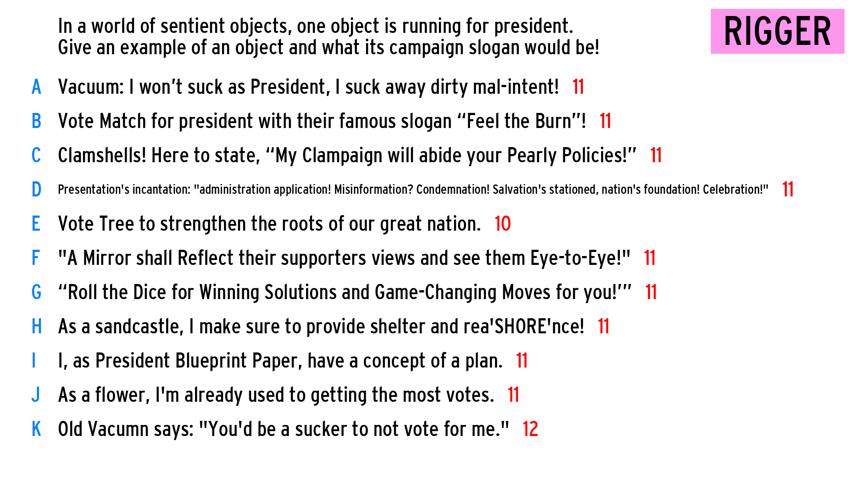 In a world of sentient objects, one object is running for president.
Give an example of an object and what its campaign slogan would be!
RIGGER
A Vacuum: I won’t suck as President, I suck away dirty mal-intent! 11
B Vote Match for president with their famous slogan “Feel the Burn”! 11
C Clamshells! Here to state, “My Clampaign will abide your Pearly Policies!” 11
D Presentation's incantation: "administration application! Misinformation? Condemnation! Salvation's stationed, nation's foundation! Celebration!" 11
E Vote Tree to strengthen the roots of our great nation. 10
F "A Mirror shall Reflect their supporters views and see them Eye-to-Eye!" 11
G “Roll the Dice for Winning Solutions and Game-Changing Moves for you!’” 11
H As a sandcastle, I make sure to provide shelter and rea'SHORE'nce! 11
I I, as President Blueprint Paper, have a concept of a plan. 11
J As a flower, I'm already used to getting the most votes. 11
K Old Vacumn says: "You'd be a sucker to not vote for me." 12